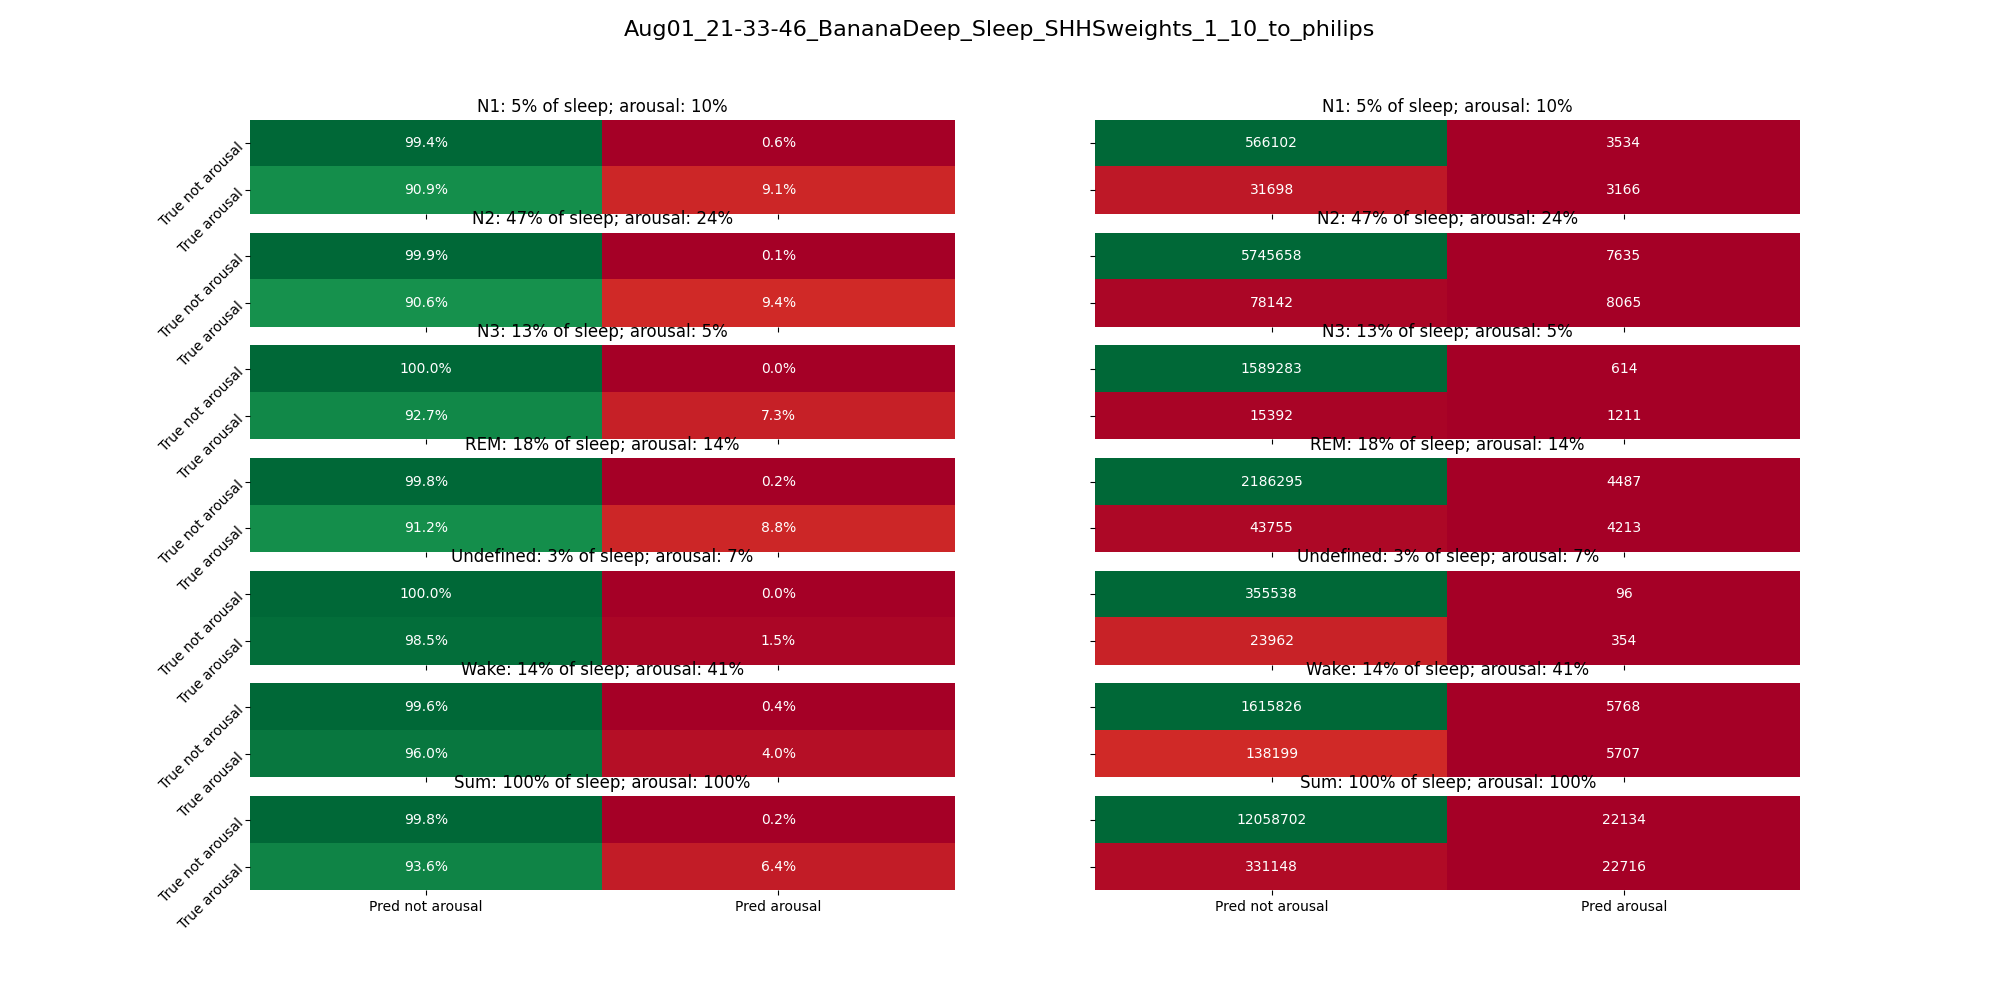 Aug01_21-33-46_BananaDeep_Sleep_SHHSweights_1_10_to_philips
N1: 5% of sleep; arousal: 10%
True not arousal
99.4%
0.6%
True arousal
90.9%
9.1%
N2: 47% of sleep; arousal: 24%
True not arousal
99.9%
0.1%
True arousal
90.6%
9.4%
N3: 13% of sleep; arousal: 5%
True not arousal
100.0%
0.0%
True arousal
92.7%
7.3%
REM: 18% of sleep; arousal: 14%
True not arousal
99.8%
0.2%
True arousal
91.2%
8.8%
Undefined: 3% of sleep; arousal: 7%
True not arousal
100.0%
0.0%
True arousal
98.5%
1.5%
Wake: 14% of sleep; arousal: 41%
True not arousal
99.6%
0.4%
True arousal
96.0%
4.0%
Sum: 100% of sleep; arousal: 100%
True not arousal
99.8%
0.2%
True arousal
93.6%
6.4%
Pred not arousal
Pred arousal
N1: 5% of sleep; arousal: 10%
566102
3534
31698
3166
N2: 47% of sleep; arousal: 24%
5745658
7635
78142
8065
N3: 13% of sleep; arousal: 5%
1589283
614
15392
1211
REM: 18% of sleep; arousal: 14%
2186295
4487
43755
4213
Undefined: 3% of sleep; arousal: 7%
355538
96
23962
354
Wake: 14% of sleep; arousal: 41%
1615826
5768
138199
5707
Sum: 100% of sleep; arousal: 100%
12058702
22134
331148
22716
Pred not arousal
Pred arousal